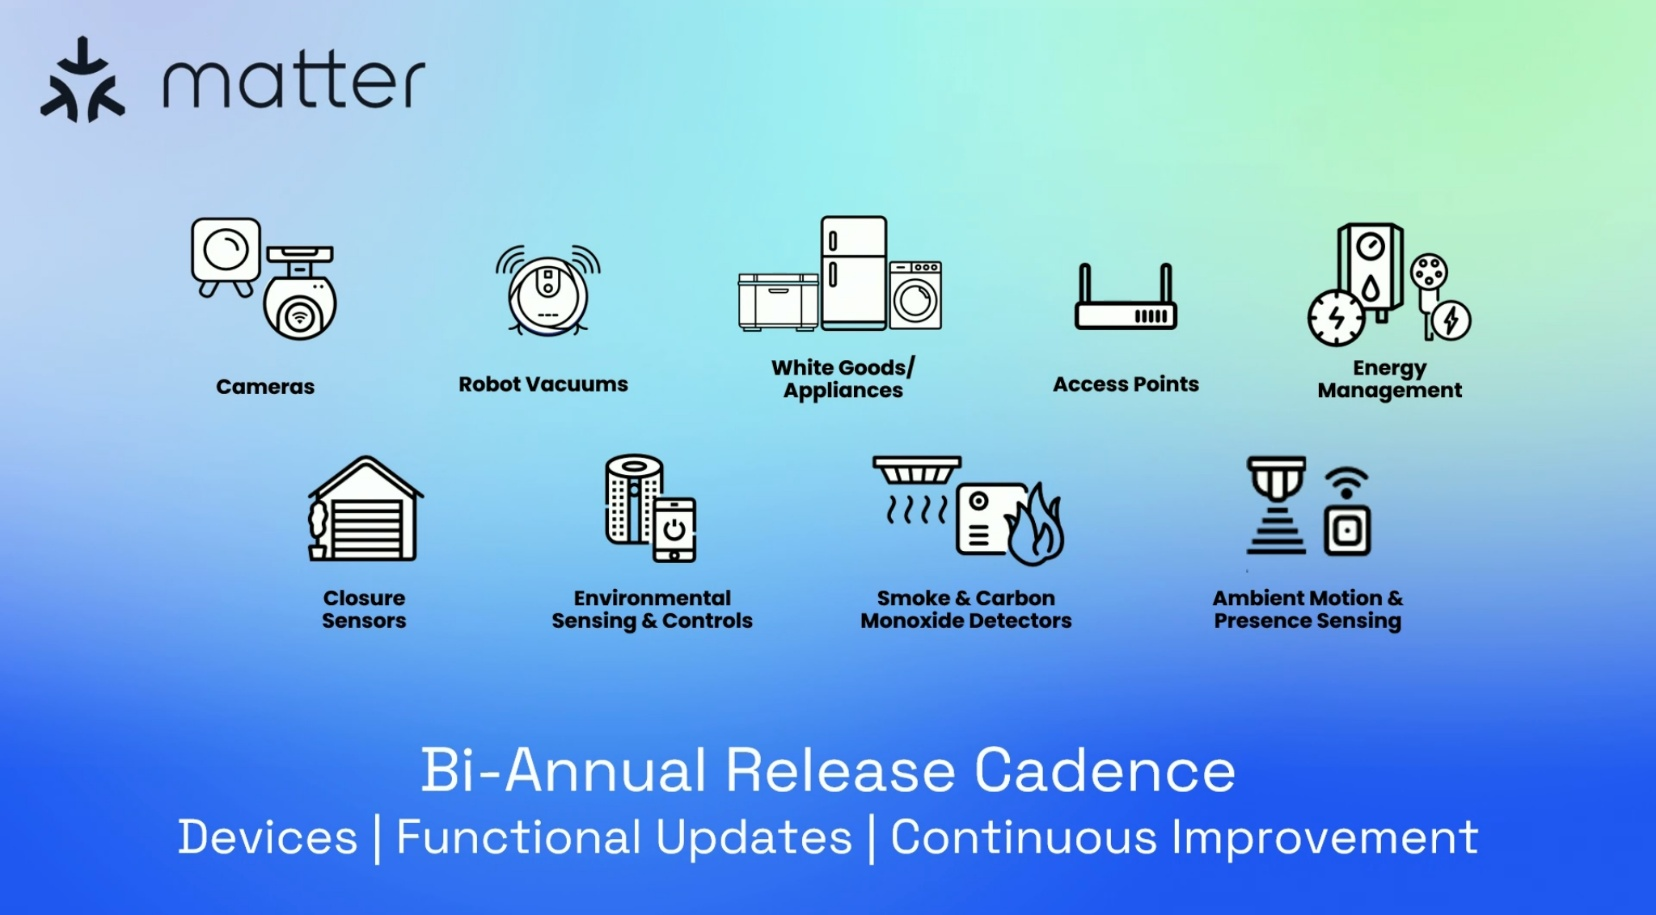 matter
Cameras
Robot Vacuums
White Goods/
Appliances
Access Points
Energy
Management
Closure
Sensors
Environmental
Sensing & Controls
Smoke & Carbon
Monoxide Detectors
Ambient Motion &
Presence Sensing
Bi-Annual Release Cadence
Devices | Functional Updates | Continuous Improvement